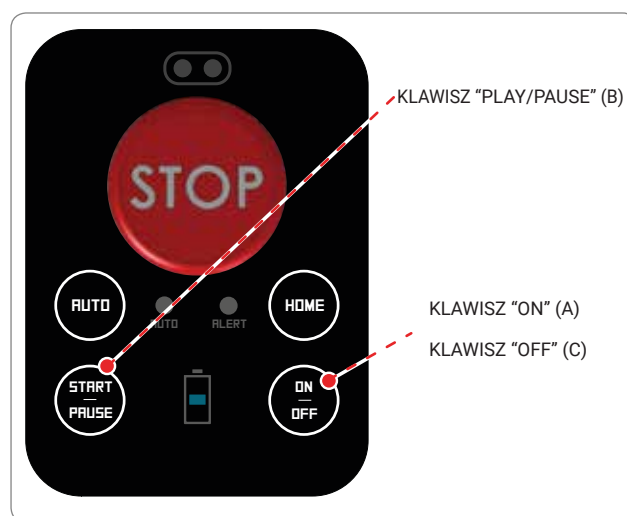 KLAWISZ “PLAY/PAUSE” (B)
STOP
AUTO
AUTO
ALERT
HOME
KLAWISZ “ON” (A)
KLAWISZ “OFF” (C)
START
PAUSE
ON
OFF